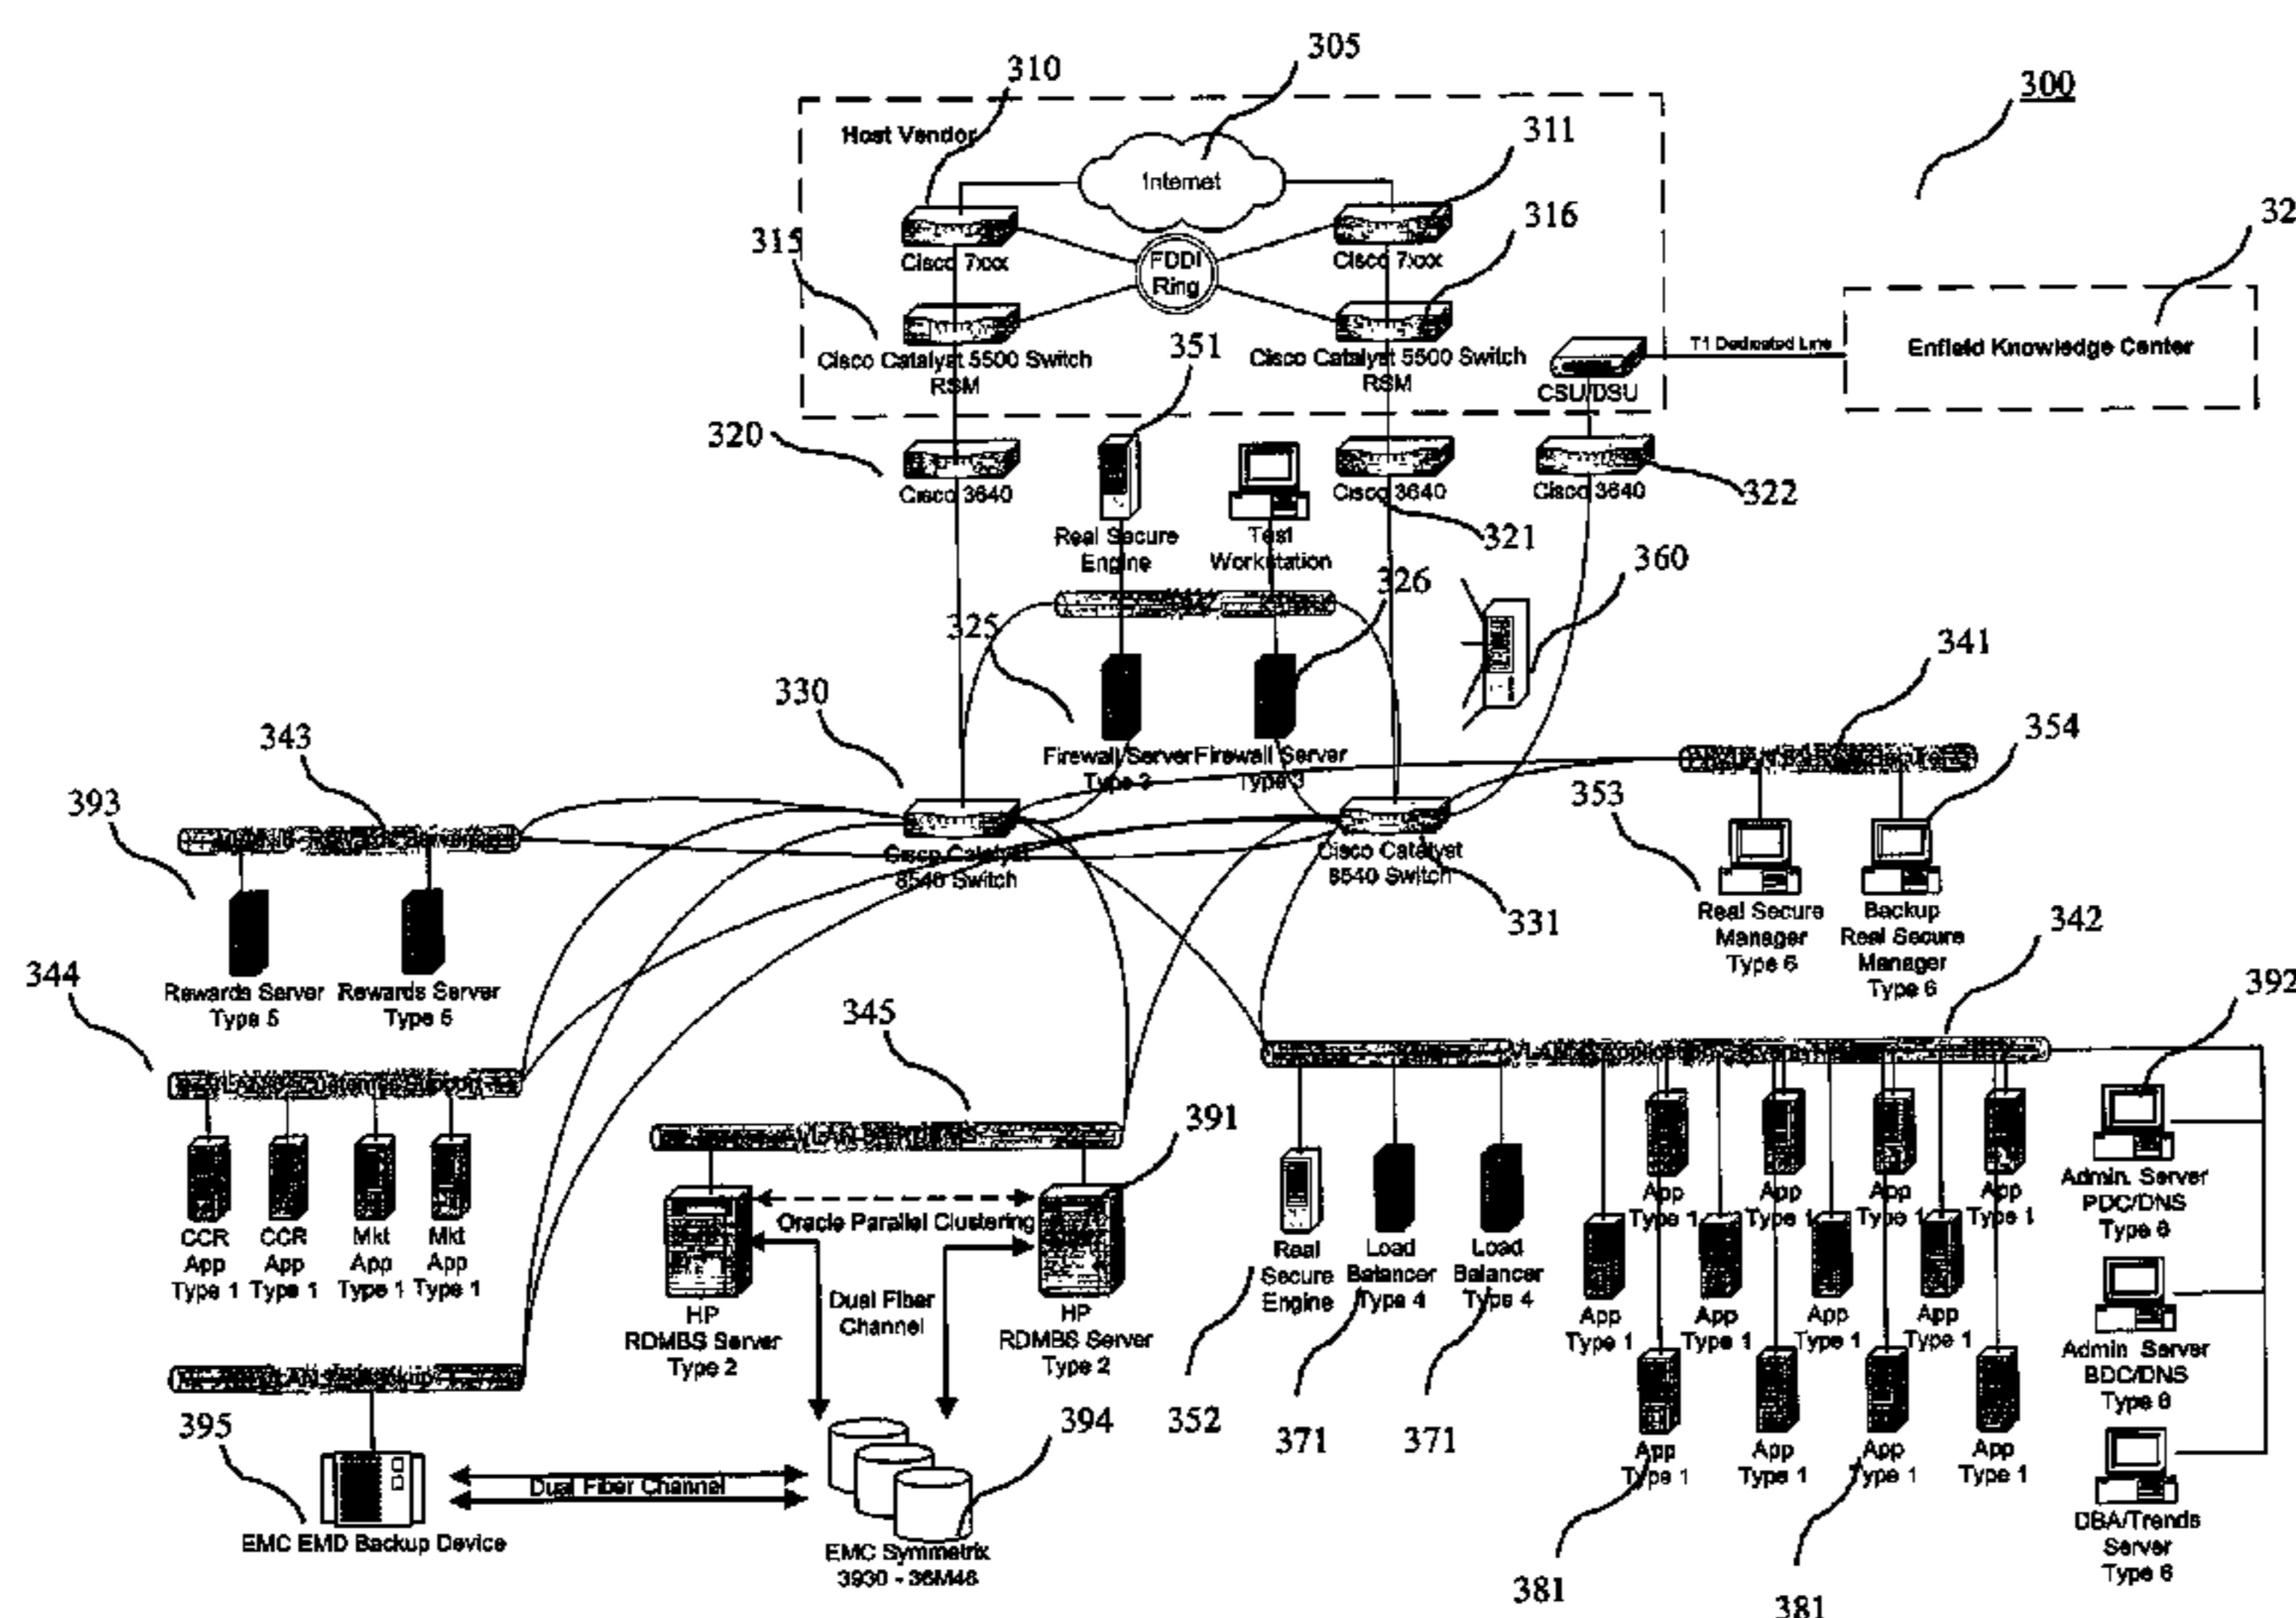 305
310
300
Host Vendor
311
Internet
316
32
315
Cisco 7xxx
FDDI
Ring
Cisco 7xxx
351
Cisco Catalyst 5500 Switch
RSM
Cisco Catalyst 5500 Switch
RSM
T1 Dedicated Line
Enfield Knowledge Center
CSU/DSU
320
Cisco 3640
Cisco 3640
Cisco 3640
322
Real Secure
Engine
Test
Workstation
321
360
326
325
341
330
354
343
Firewall Server
Type 3
Firewall Server
Type 3
393
353
Cisco Catalyst
8540 Switch
Cisco Catalyst
8540 Switch
331
Real Secure
Manager
Type 6
Backup
Real Secure
Manager
Type 6
342
344
Rewards Server
Type 5
Rewards Server
Type 5
345
392
Customer Support
391
Admin. Server
PDC/DNS
Type 6
Oracle Parallel Clustering
CCR
App
Type 1
CCR
App
Type 1
Mkt
App
Type 1
Mkt
App
Type 1
App
Type 1
App
Type 1
App
Type 1
App
Type 1
Real
Secure
Engine
Load
Balancer
Type 4
Load
Balancer
Type 4
Dual Fiber
Channel
HP
RDMBS Server
Type 2
HP
RDMBS Server
Type 2
App
Type 1
App
Type 1
App
Type 1
App
Type 1
Admin Server
BDC/DNS
Type 6
395
394
352
371
371
App
Type 1
App
Type 1
App
Type 1
App
Type 1
Dual Fiber Channel
EMC EMD Backup Device
EMC Symmetrix
3930 - 36M46
DBA/Trends
Server
Type 6
381
381